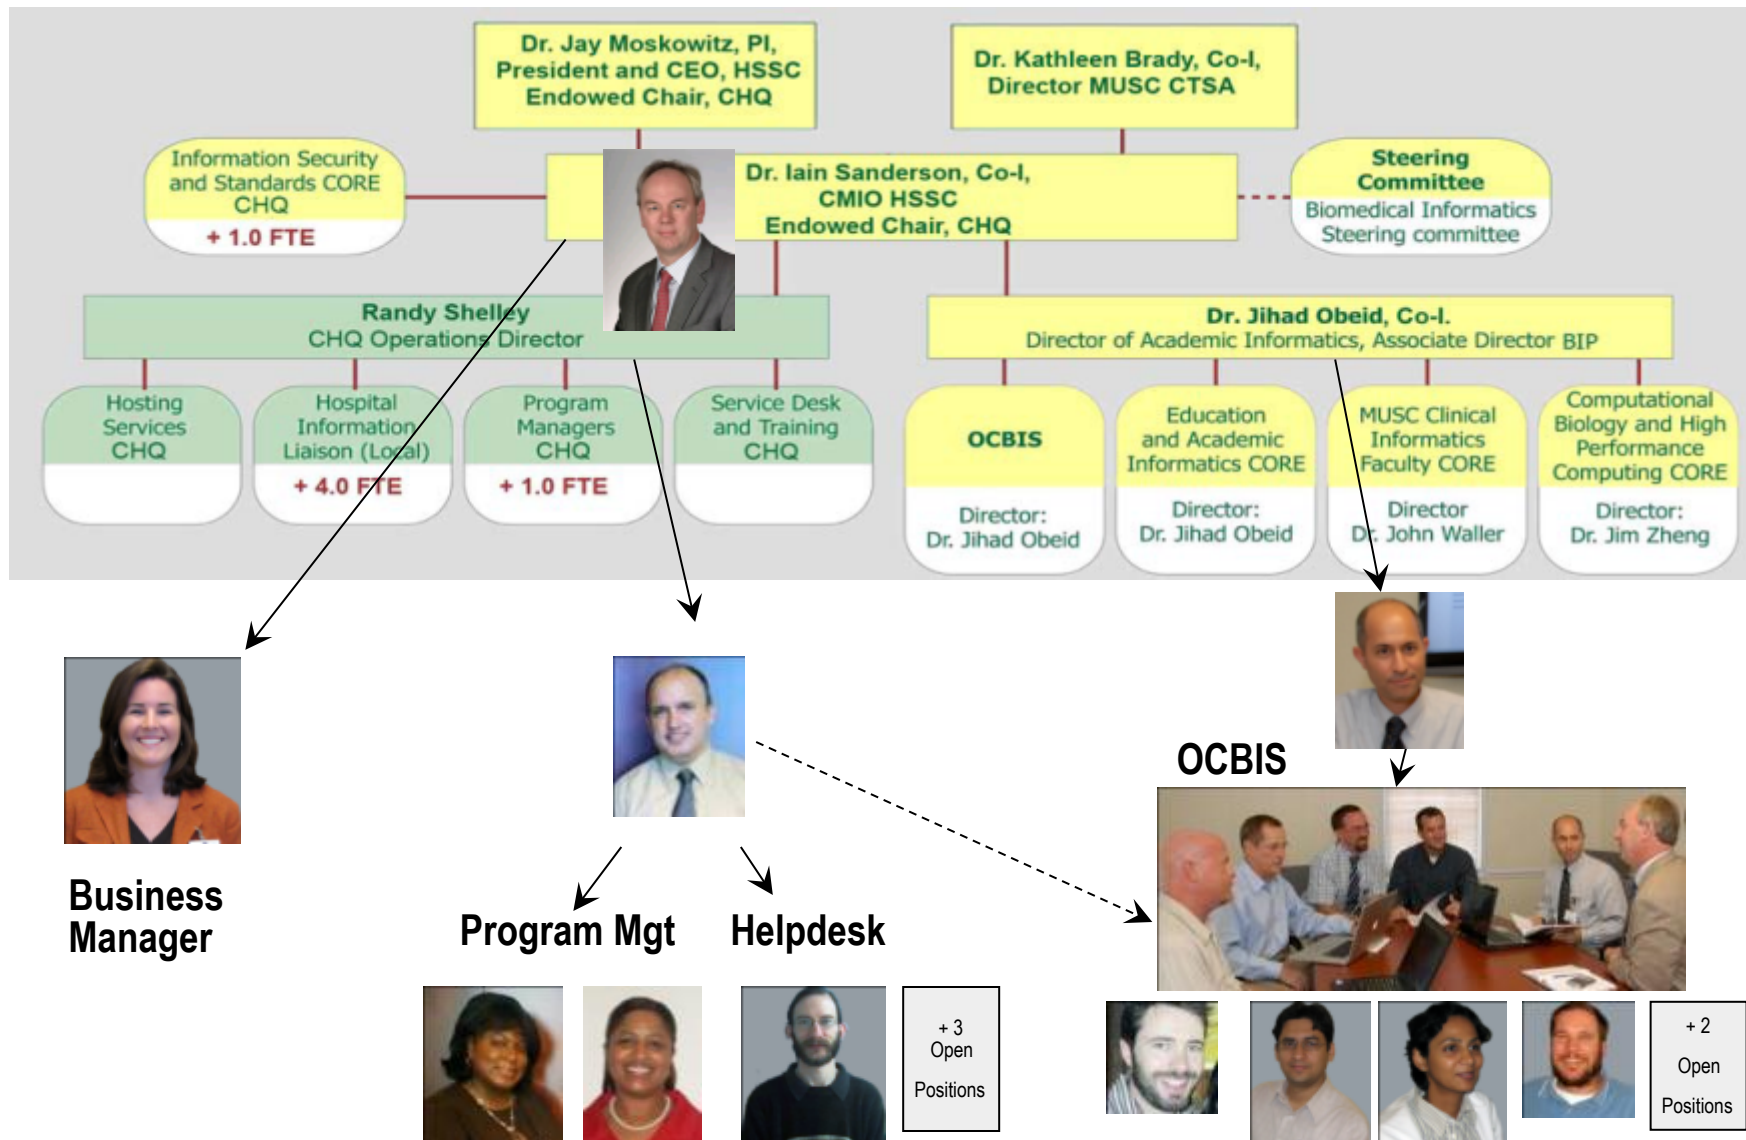 Dr. Jay Moskowitz, PI,
President and CEO, HSSC
Endowed Chair, CHQ
Dr. Kathleen Brady, Co-I,
Director MUSC CTSA
Information Security
and Standards CORE
CHQ
+ 1.0 FTE
Dr. Iain Sanderson, Co-I,
CMIO HSSC
Endowed Chair, CHQ
Steering
Committee
Biomedical Informatics
Steering committee
Randy Shelley
CHQ Operations Director
Dr. Jihad Obeid, Co-I.
Director of Academic Informatics, Associate Director BIP
Hosting
Services
CHQ
Hospital
Information
Liaison (Local)
+ 4.0 FTE
Program
Managers
CHQ
+ 1.0 FTE
Service Desk
and Training
CHQ
OCBIS
Director:
Dr. Jihad Obeid
Education
and Academic
Informatics CORE
Director:
Dr. Jihad Obeid
MUSC Clinical
Informatics
Faculty CORE
Director
Dr. John Waller
Computational
Biology and High
Performance
Computing CORE
Director:
Dr. Jim Zheng
Business
Manager
Program Mgt
Helpdesk
+ 3
Open
Positions
OCBIS
+ 2
Open
Positions